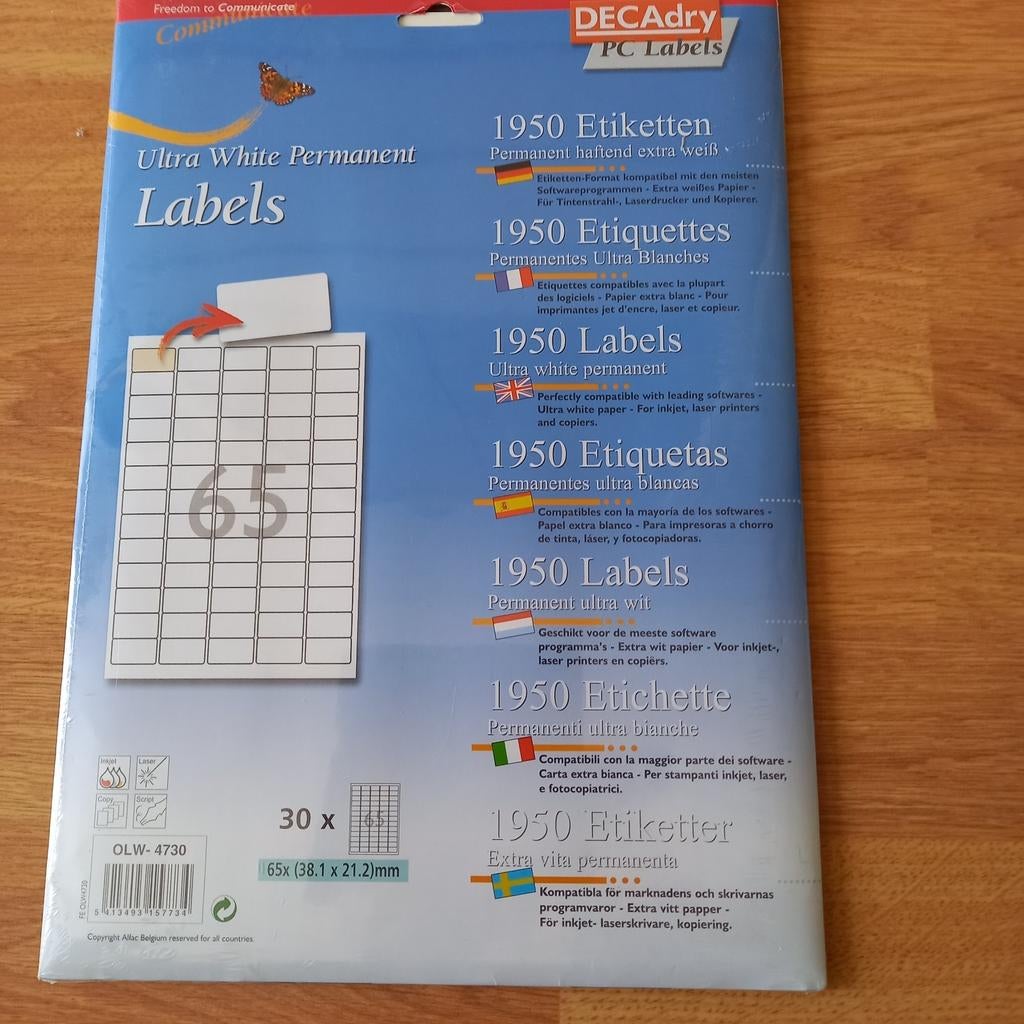 Freedom to Communicate
Communicate
DECAdry
PC Labels
Ultra White Permanent
Labels
65
1950 Etiketten
Permanent haftend extra weiß
Etiketten-Format kompatibel mit den meisten
Softwareprogrammen - Extra weißes Papier -
Für Tintenstrahl-, Laserdrucker und Kopierer.
1950 Etiquettes
Permanentes Ultra Blanches
Etiquettes compatibles avec la plupart
des logiciels - Papier extra blanc - Pour
imprimantes jet d'encre, laser et copieur.
1950 Labels
Ultra white permanent
Perfectly compatible with leading softwares -
Ultra white paper - For inkjet, laser printers
and copiers.
1950 Etiquetas
Permanentes ultra blancas
Compatibles con la mayoría de los softwares -
Papel extra blanco - Para impresoras a chorro
de tinta, láser, y fotocopiadoras.
1950 Labels
Permanent ultra wit
Geschikt voor de meeste software
programma's - Extra wit papier - Voor inkjet-,
laser printers en copiërs.
1950 Etichette
Permanenti ultra bianche
Compatibili con la maggior parte dei software -
Carta extra bianca - Per stampanti inkjet, laser,
e fotocopiatrici.
1950 Etiketter
Extra vita permanenta
Kompatibla för marknadens och skrivarnas
programvaror - Extra vitt papper -
För inkjet- laserskrivare, kopiering.
Inkjet
Laser
Copy
Script
30 x
65
65x (38.1 x 21.2)mm
OLW- 4730
FE OLW4730
5 413493 157734
Copyright Alfac Belgium reserved for all countries.